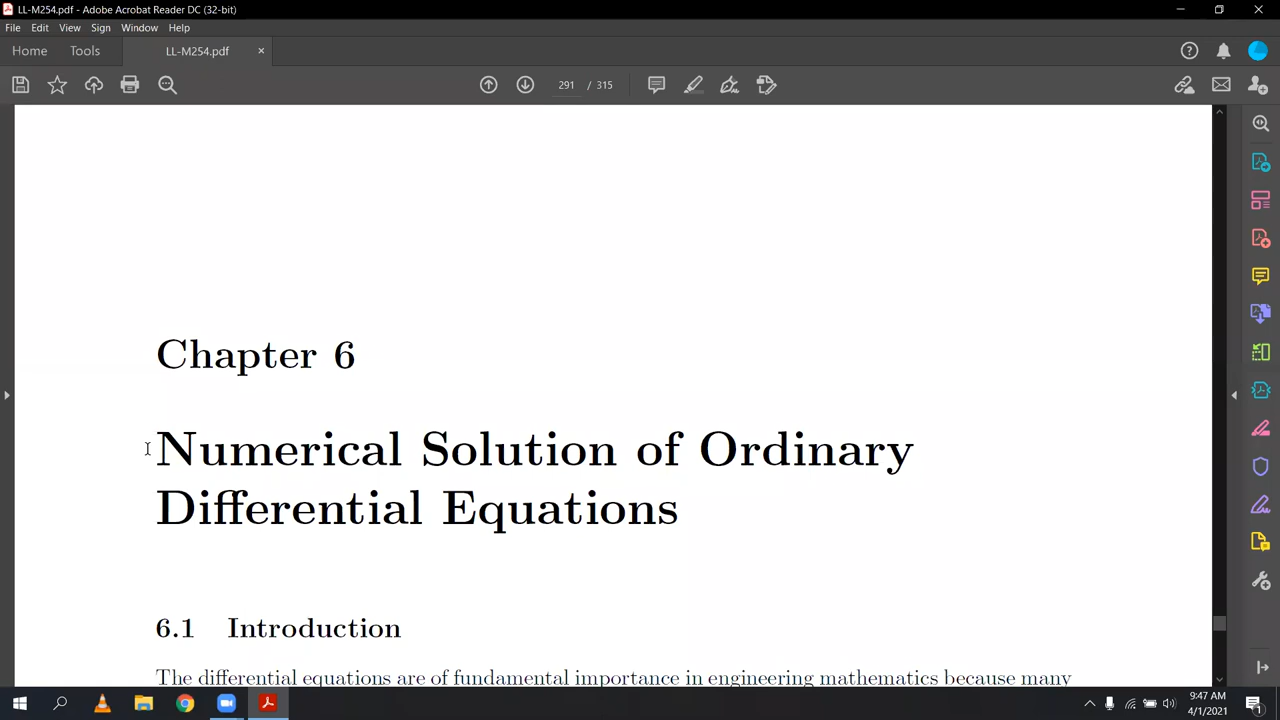 LL-M254.pdf - Adobe Acrobat Reader DC (32-bit)
File Edit View Sign Window Help
Home Tools LL-M254.pdf ×
291 / 315
Chapter 6
Numerical Solution of Ordinary
Differential Equations
6.1 Introduction
The differential equations are of fundamental importance in engineering mathematics because many
9:47 AM
4/1/2021
1